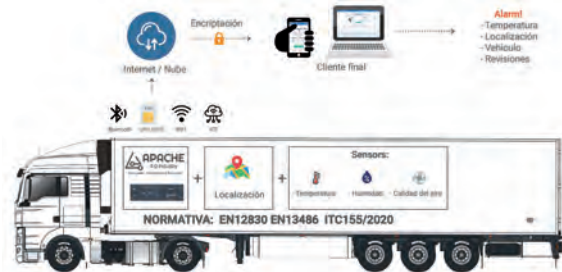 Encriptación
Internet / Nube
Cliente final
Alarm!
- Temperatura
- Localización
- Vehículo
- Revisiones
Bluetooth
WiFi
APACHE
Localización
Sensors:
Temperatura
Humedad
Calidad del aire
NORMATIVA: EN12830 EN13486 ITC155/2020